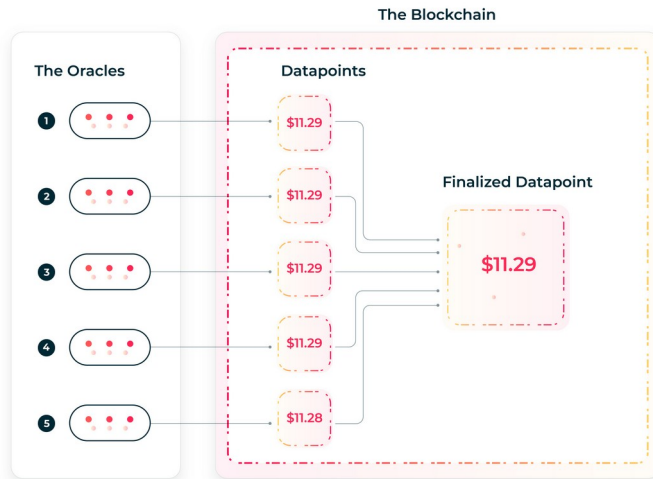 The Blockchain
The Oracles
Datapoints
1
$11.29
2
$11.29
Finalized Datapoint
3
$11.29
$11.29
4
$11.29
5
$11.28